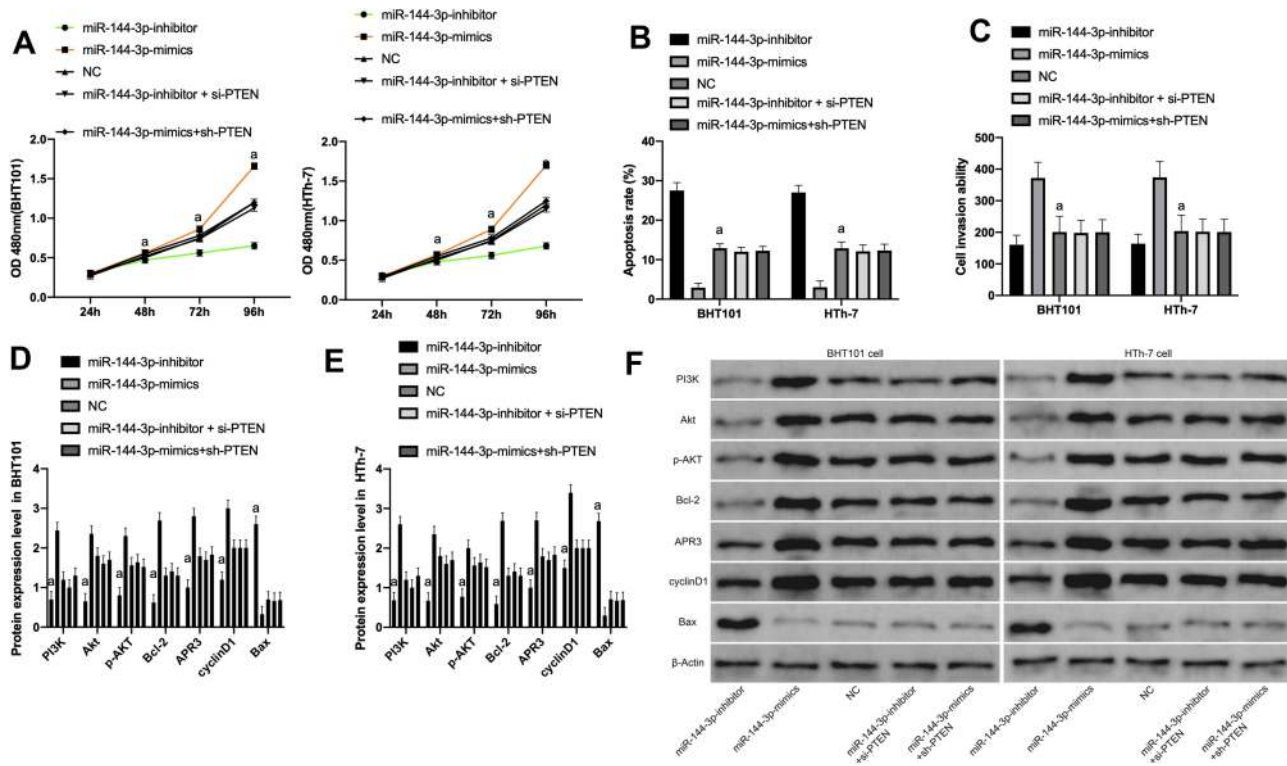 A
miR-144-3p-inhibitor
miR-144-3p-mimics
NC
miR-144-3p-inhibitor + si-PTEN
miR-144-3p-mimics+sh-PTEN
OD 480nm(BHT101)
2.0
1.5
1.0
0.5
0.0
a
a
a
24h
48h
72h
96h
miR-144-3p-inhibitor
miR-144-3p-mimics
NC
miR-144-3p-inhibitor + si-PTEN
miR-144-3p-mimics+sh-PTEN
OD 480nm(HTh-7)
2.0
1.5
1.0
0.5
0.0
a
a
24h
48h
72h
96h
B
miR-144-3p-inhibitor
miR-144-3p-mimics
NC
miR-144-3p-inhibitor + si-PTEN
miR-144-3p-mimics+sh-PTEN
Apoptosis rate (%)
40
30
20
10
0
a
a
BHT101
HTh-7
C
miR-144-3p-inhibitor
miR-144-3p-mimics
NC
miR-144-3p-inhibitor + si-PTEN
miR-144-3p-mimics+sh-PTEN
Cell invasion ability
500
400
300
200
100
0
a
a
BHT101
HTh-7
D
miR-144-3p-inhibitor
miR-144-3p-mimics
NC
miR-144-3p-inhibitor + si-PTEN
miR-144-3p-mimics+sh-PTEN
Protein expression level in BHT101
4
3
2
1
0
a
a
a
a
a
a
a
PI3K
Akt
p-AKT
Bcl-2
APR3
cyclinD1
Bax
E
miR-144-3p-inhibitor
miR-144-3p-mimics
NC
miR-144-3p-inhibitor + si-PTEN
miR-144-3p-mimics+sh-PTEN
Protein expression level in HTh-7
4
3
2
1
0
a
a
a
a
a
a
a
PI3K
Akt
p-AKT
Bcl-2
APR3
cyclinD1
Bax
F
BHT101 cell
HTh-7 cell
PI3K
Akt
p-AKT
Bcl-2
APR3
cyclinD1
Bax
β-Actin
miR-144-3p-inhibitor
miR-144-3p-mimics
NC
miR-144-3p-inhibitor
+si-PTEN
miR-144-3p-mimics
+sh-PTEN
miR-144-3p-inhibitor
miR-144-3p-mimics
NC
miR-144-3p-inhibitor
+si-PTEN
miR-144-3p-mimics
+sh-PTEN